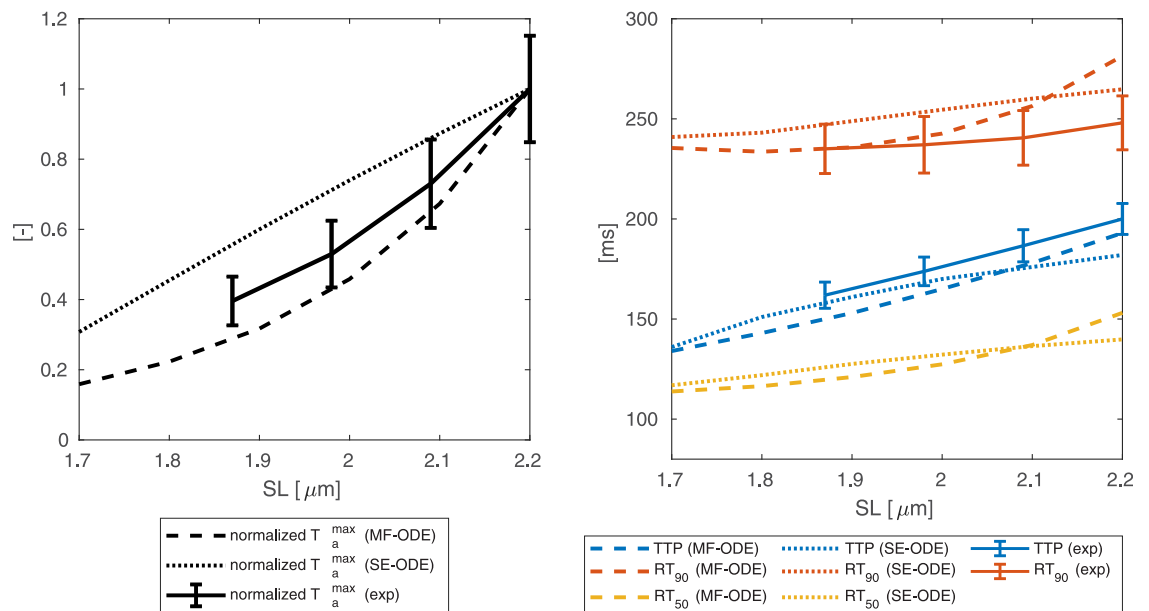 1.2
1
0.8
0.6
0.4
0.2
0
[-]
1.7 1.8 1.9 2 2.1 2.2
SL [ μm]
normalized T a max (MF-ODE)
normalized T a max (SE-ODE)
normalized T a max (exp)
300
250
200
150
100
[ms]
1.7 1.8 1.9 2 2.1 2.2
SL [ μm]
TTP (MF-ODE) TTP (SE-ODE) TTP (exp)
RT90 (MF-ODE) RT90 (SE-ODE) RT90 (exp)
RT50 (MF-ODE) RT50 (SE-ODE)